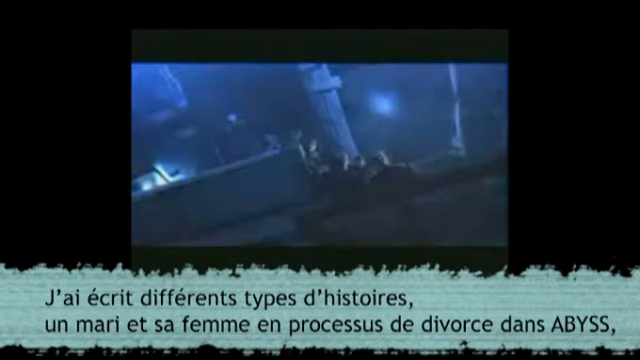 J'ai écrit différents types d'histoires,
un mari et sa femme en processus de divorce dans ABYSS,